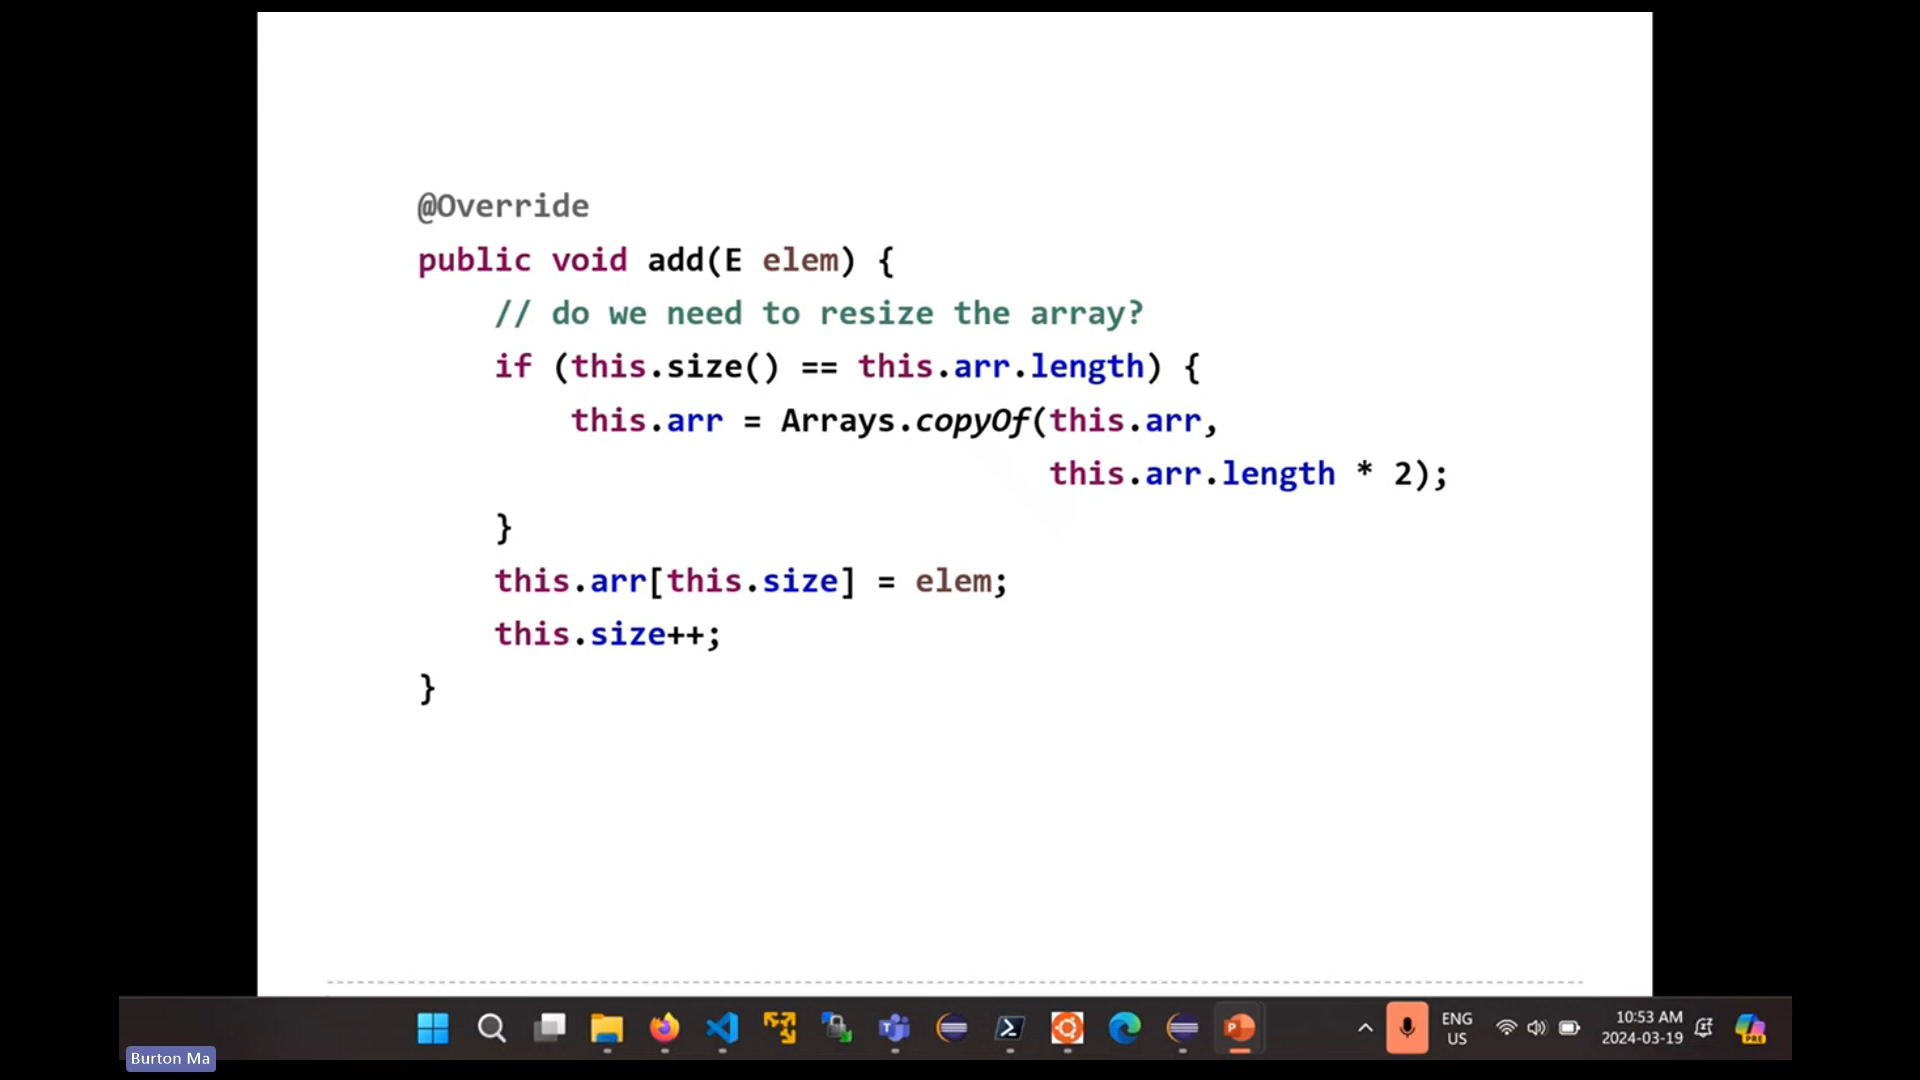 @Override
public void add(E elem) {
// do we need to resize the array?
if (this.size() == this.arr.length) {
this.arr = Arrays.copyOf(this.arr,
this.arr.length * 2);
}
this.arr[this.size] = elem;
this.size++;
}
ENG
US
10:53 AM
2024-03-19
PRE
Burton Ma